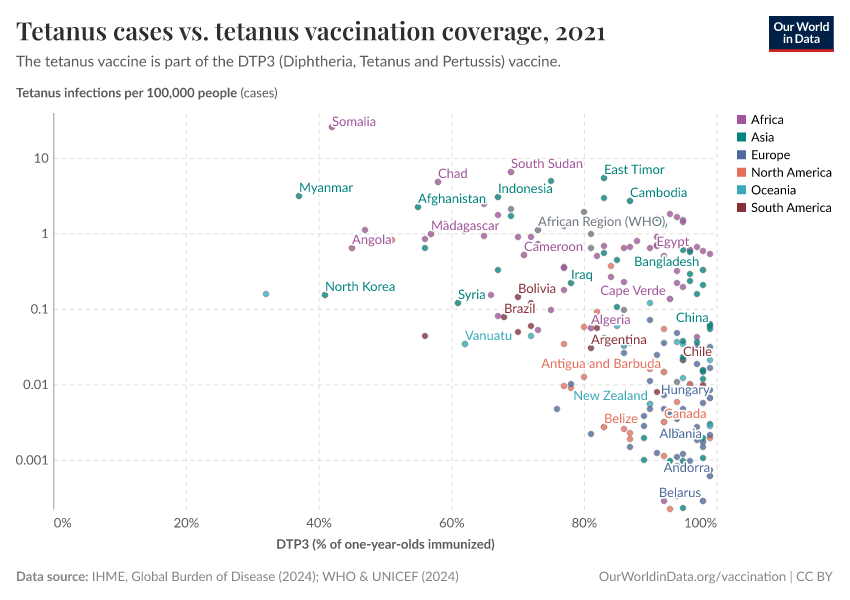 Tetanus cases vs. tetanus vaccination coverage, 2021
Our World
in Data
The tetanus vaccine is part of the DTP3 (Diphtheria, Tetanus and Pertussis) vaccine.
Tetanus infections per 100,000 people (cases)
Somalia
Africa
Asia
Europe
North America
Oceania
South America
10
South Sudan
East Timor
Chad
Myanmar
Indonesia
Cambodia
Afghanistan
Madagascar
African Region (WHO)
1
Angola
Cameroon
Egypt
Bangladesh
Iraq
North Korea
Syria
Bolivia
Cape Verde
0.1
Brazil
Algeria
China
Vanuatu
Argentina
Chile
Antigua and Barbuda
0.01
New Zealand
Hungary
Belize
Canada
Albania
0.001
Andorra
Belarus
0%
20%
40%
60%
80%
100%
DTP3 (% of one-year-olds immunized)
Data source: IHME, Global Burden of Disease (2024); WHO & UNICEF (2024)
OurWorldinData.org/vaccination | CC BY